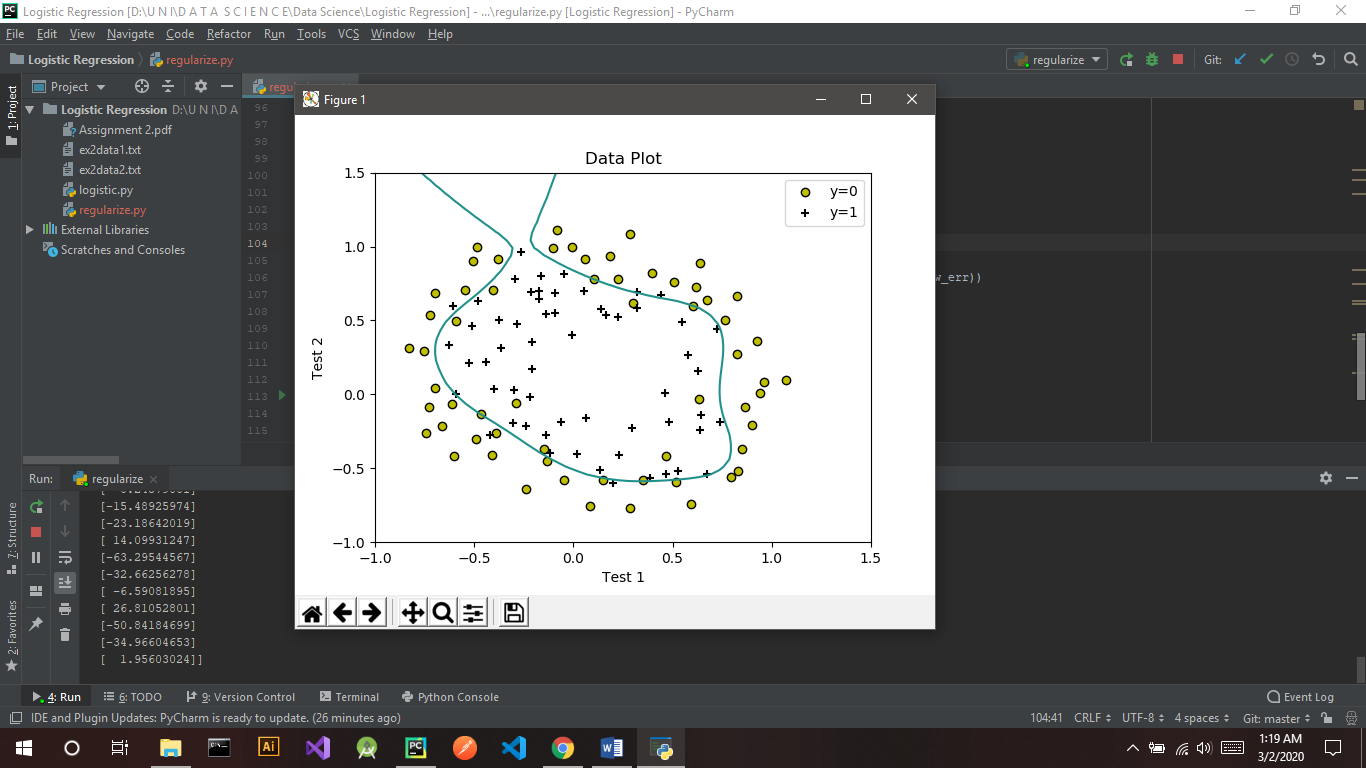 Logistic Regression [D:\U N I\D A T A  S C I E N C E\Data Science\Logistic Regression] - ...\regularize.py [Logistic Regression] - PyCharm
File Edit View Navigate Code Refactor Run Tools VCS Window Help
Logistic Regression regularize.py
regularize
Git:
1: Project
Project
regu
Logistic Regression D:\U N I\D A
Assignment 2.pdf
ex2data1.txt
ex2data2.txt
logistic.py
regularize.py
External Libraries
Scratches and Consoles
96
97
98
99
100
101
102
103
104
105
106
107
108
109
110
111
112
113
114
115
w_err))
Figure 1
Data Plot
y=0
y=1
1.5
1.0
0.5
0.0
−0.5
−1.0
Test 2
−1.0 −0.5 0.0 0.5 1.0 1.5
Test 1
Run: regularize
7: Structure
2: Favorites
[-15.48925974]
[-23.18642019]
[ 14.09931247]
[-63.29544567]
[-32.66256278]
[ -6.59081895]
[ 26.81052801]
[-50.84184699]
[-34.96604653]
[  1.95603024]]
4: Run 6: TODO 9: Version Control Terminal Python Console Event Log
IDE and Plugin Updates: PyCharm is ready to update. (26 minutes ago)
104:41 CRLF UTF-8 4 spaces Git: master
1:19 AM
3/2/2020